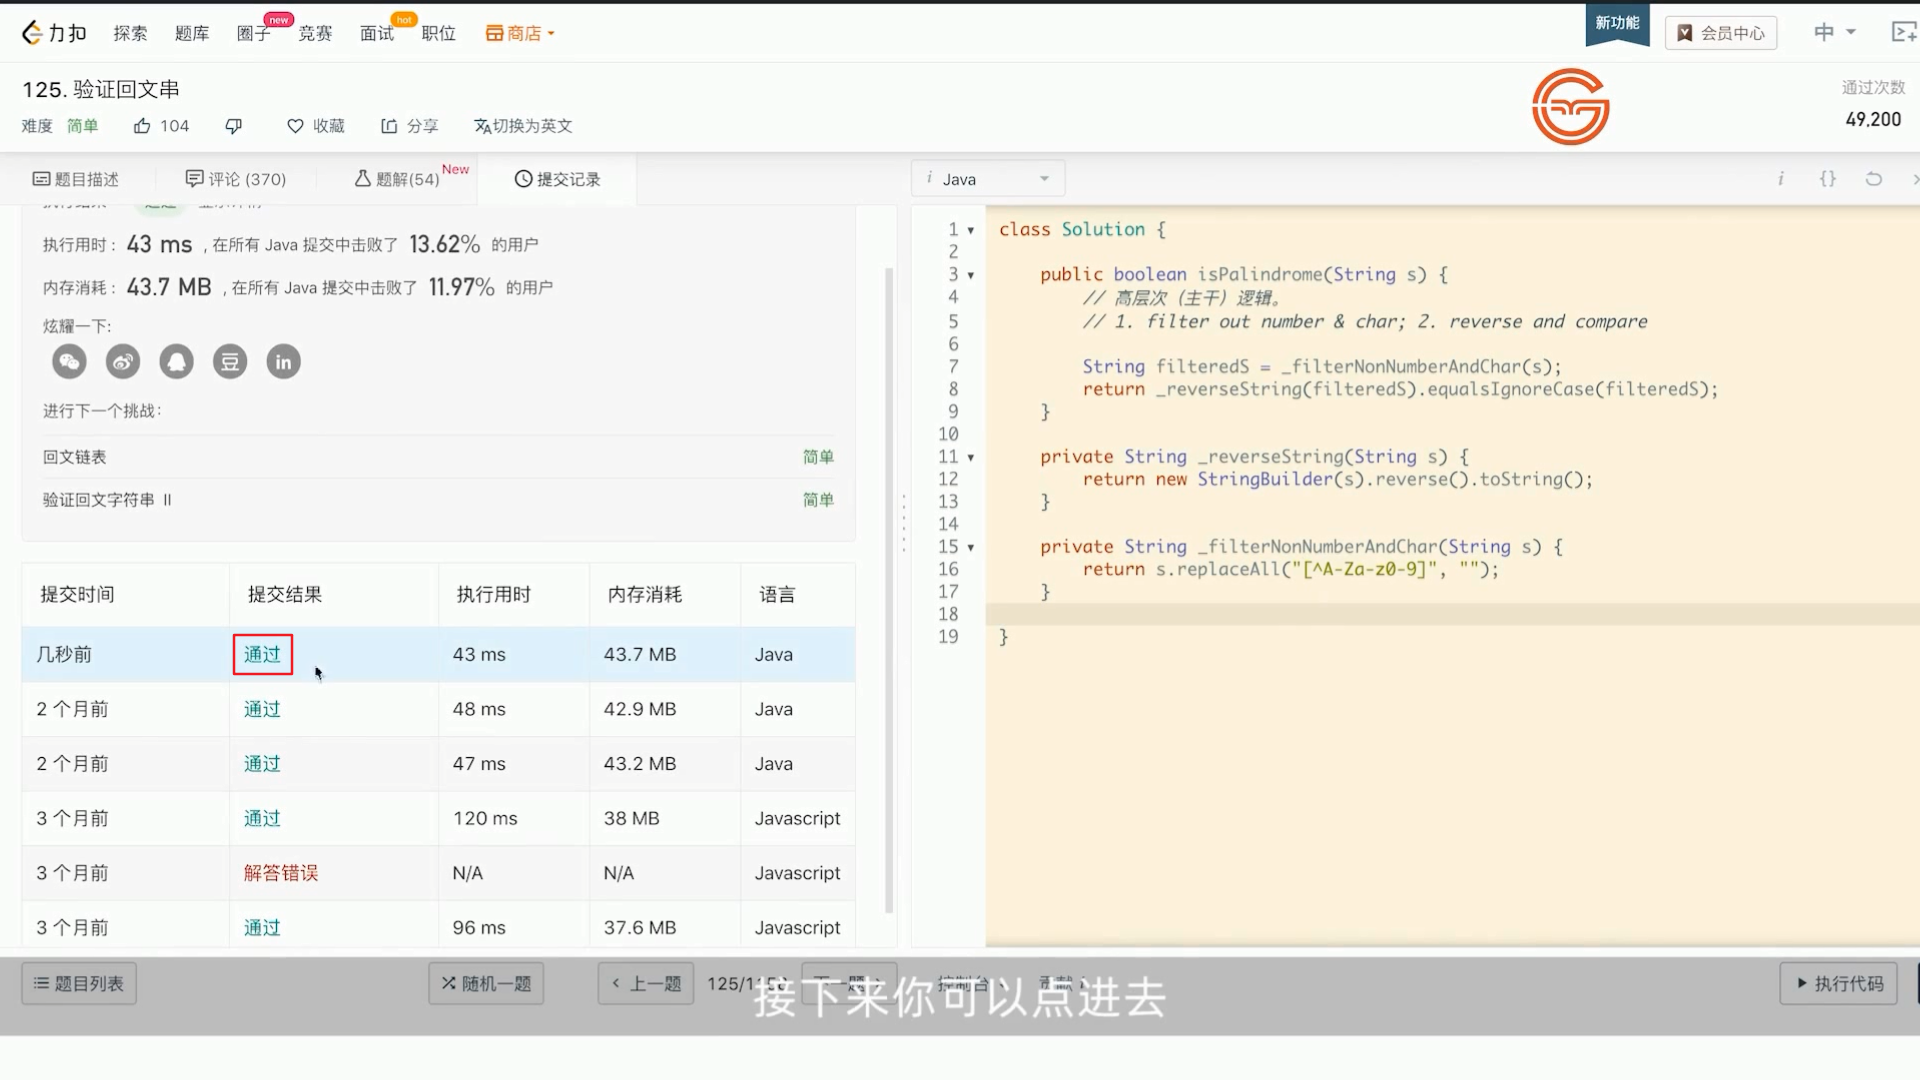 力扣 探索 题库 圈子 new 竞赛 面试 hot 职位 商店 新功能 会员中心 中
125. 验证回文串
通过次数
49,200
难度 简单 104 收藏 分享 切换为英文
题目描述 评论 (370) 题解(54) New 提交记录
i Java
i {}
执行用时 : 43 ms , 在所有 Java 提交中击败了 13.62% 的用户
内存消耗 : 43.7 MB , 在所有 Java 提交中击败了 11.97% 的用户
炫耀一下:
豆 in
进行下一个挑战:
回文链表 简单
验证回文字符串 II 简单
提交时间 提交结果 执行用时 内存消耗 语言
几秒前 通过 43 ms 43.7 MB Java
2 个月前 通过 48 ms 42.9 MB Java
2 个月前 通过 47 ms 43.2 MB Java
3 个月前 通过 120 ms 38 MB Javascript
3 个月前 解答错误 N/A N/A Javascript
3 个月前 通过 96 ms 37.6 MB Javascript
1 class Solution {
2
3 public boolean isPalindrome(String s) {
4 // 高层次（主干）逻辑。
5 // 1. filter out number & char; 2. reverse and compare
6
7 String filteredS = _filterNonNumberAndChar(s);
8 return _reverseString(filteredS).equalsIgnoreCase(filteredS);
9 }
10
11 private String _reverseString(String s) {
12 return new StringBuilder(s).reverse().toString();
13 }
14
15 private String _filterNonNumberAndChar(String s) {
16 return s.replaceAll("[^A-Za-z0-9]", "");
17 }
18
19 }
题目列表 随机一题 上一题 执行代码
接下来你可以点进去